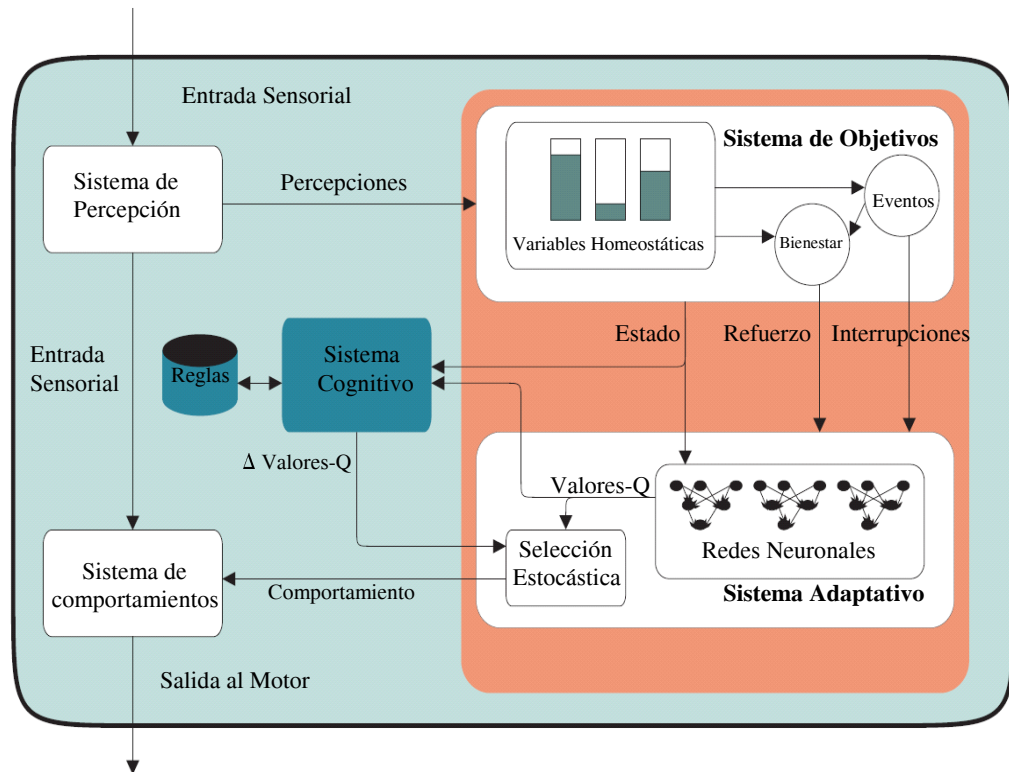 Entrada Sensorial
Sistema de
Percepción
Percepciones
Sistema de Objetivos
Variables Homeostáticas
Eventos
Bienestar
Estado
Refuerzo
Interrupciones
Entrada
Sensorial
Reglas
Sistema
Cognitivo
Δ Valores-Q
Valores-Q
Redes Neuronales
Selección
Estocástica
Sistema Adaptativo
Sistema de
comportamientos
Comportamiento
Salida al Motor